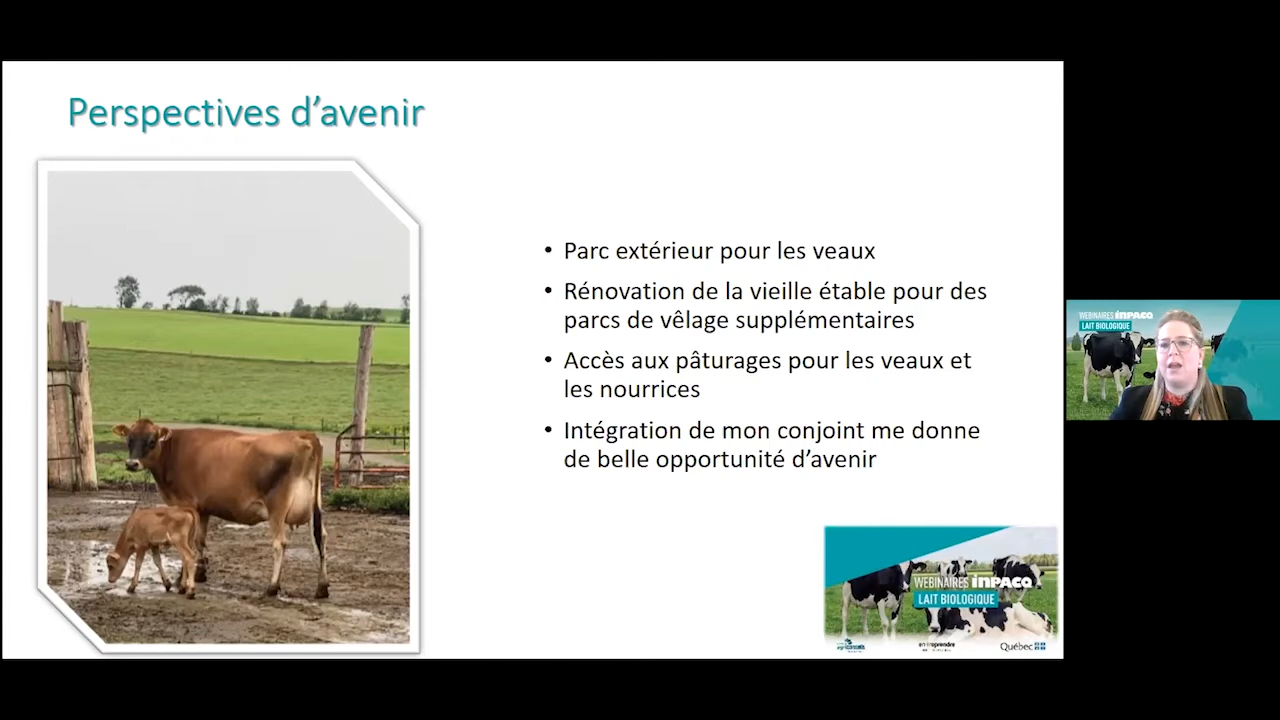 Perspectives d’avenir
• Parc extérieur pour les veaux
• Rénovation de la vieille étable pour des
parcs de vêlage supplémentaires
• Accès aux pâturages pour les veaux et
les nourrices
• Intégration de mon conjoint me donne
de belle opportunité d’avenir
WEBINAIRES INPACQ
LAIT BIOLOGIQUE
Québec
WEBINAIRES INPACQ
LAIT BIOLOGIQUE